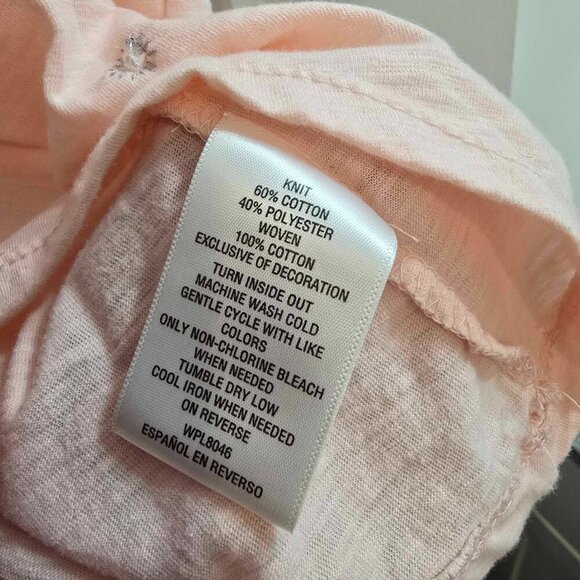 KNIT
60% COTTON
40% POLYESTER
WOVEN
100% COTTON
EXCLUSIVE OF DECORATION
TURN INSIDE OUT
MACHINE WASH COLD
GENTLE CYCLE WITH LIKE
COLORS
ONLY NON-CHLORINE BLEACH
WHEN NEEDED
TUMBLE DRY LOW
COOL IRON WHEN NEEDED
ON REVERSE
WPL8046
ESPAÑOL EN REVERSO